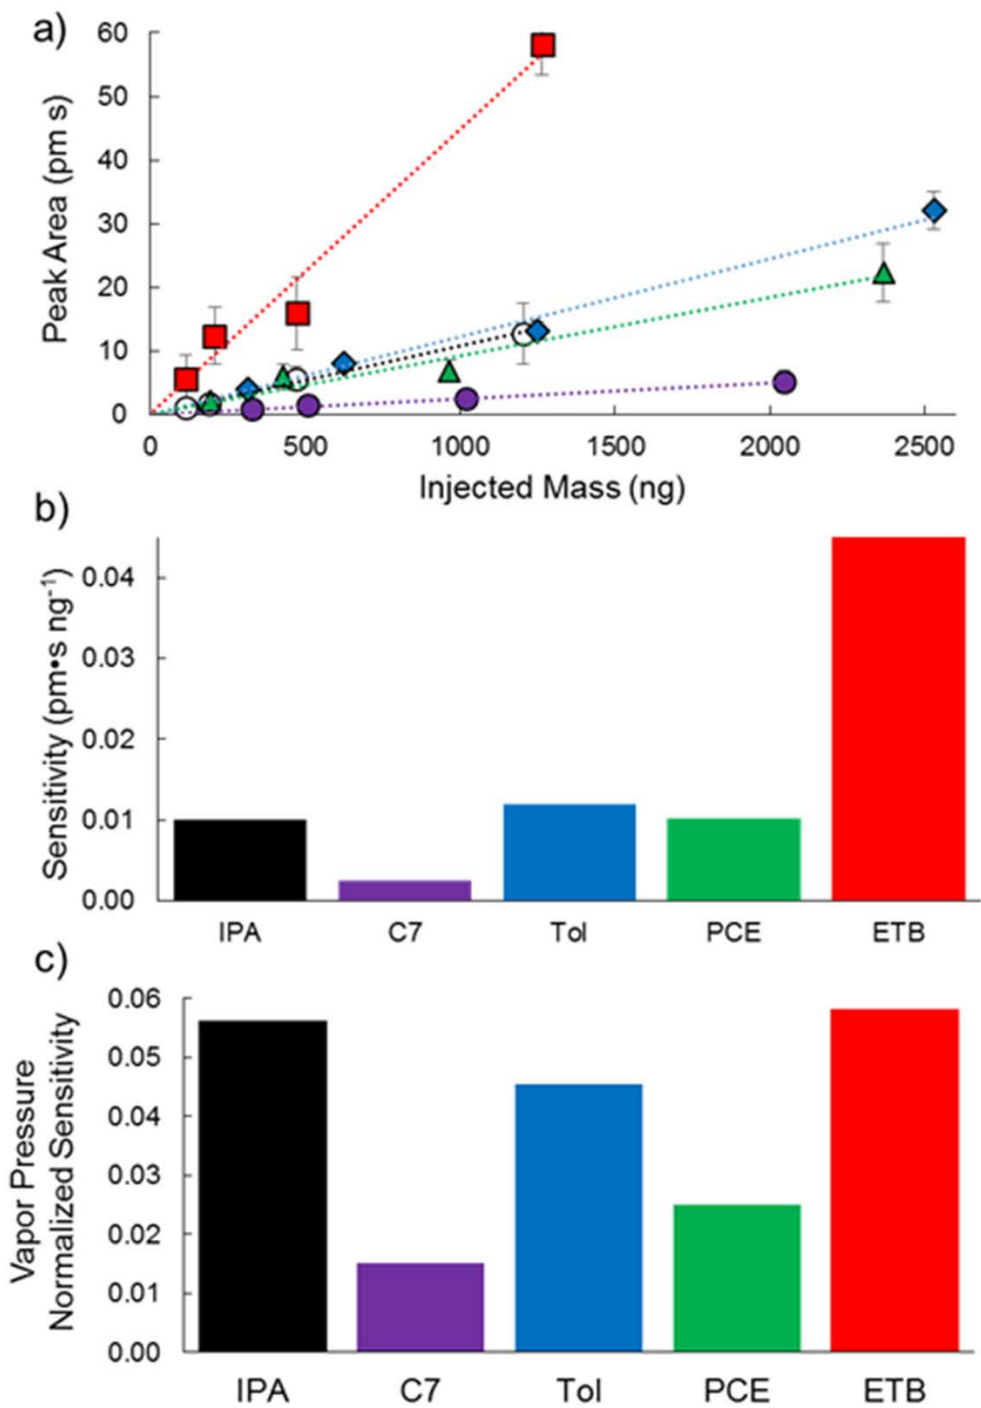 a)
60
50
40
30
20
10
0
Peak Area (pm s)
0 500 1000 1500 2000 2500
Injected Mass (ng)
b)
0.04
0.03
0.02
0.01
0.00
Sensitivity (pm•s ng⁻¹)
IPA C7 Tol PCE ETB
c)
0.06
0.05
0.04
0.03
0.02
0.01
0.00
Vapor Pressure
Normalized Sensitivity
IPA C7 Tol PCE ETB